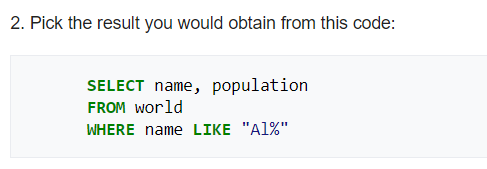 2. Pick the result you would obtain from this code:
SELECT name, population
FROM world
WHERE name LIKE "Al%"